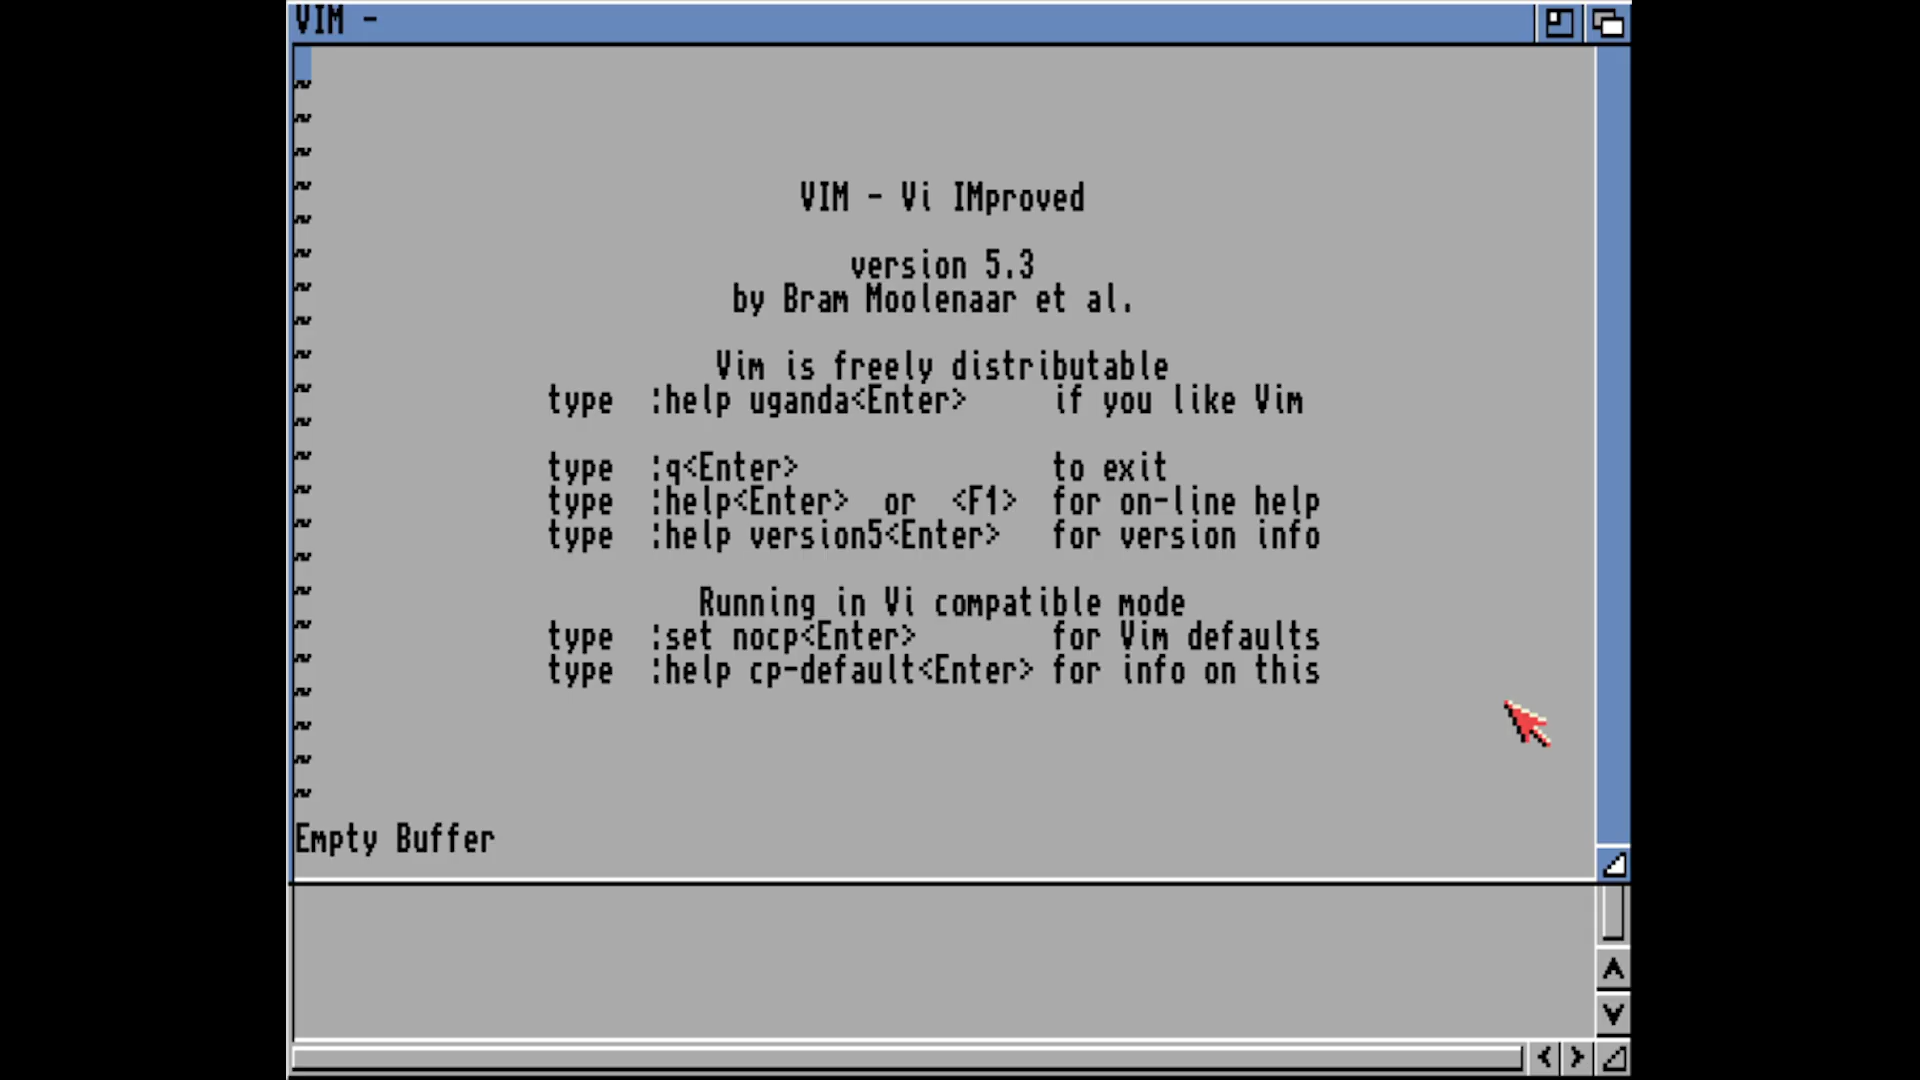 VIM -
~
~
~
~
VIM - Vi IMproved
~
~
version 5.3
~
by Bram Moolenaar et al.
~
~
Vim is freely distributable
~
type :help uganda<Enter> if you like Vim
~
~
type :q<Enter> to exit
~
type :help<Enter> or <F1> for on-line help
~
type :help version5<Enter> for version info
~
~
Running in Vi compatible mode
~
type :set nocp<Enter> for Vim defaults
~
type :help cp-default<Enter> for info on this
~
~
~
~
Empty Buffer